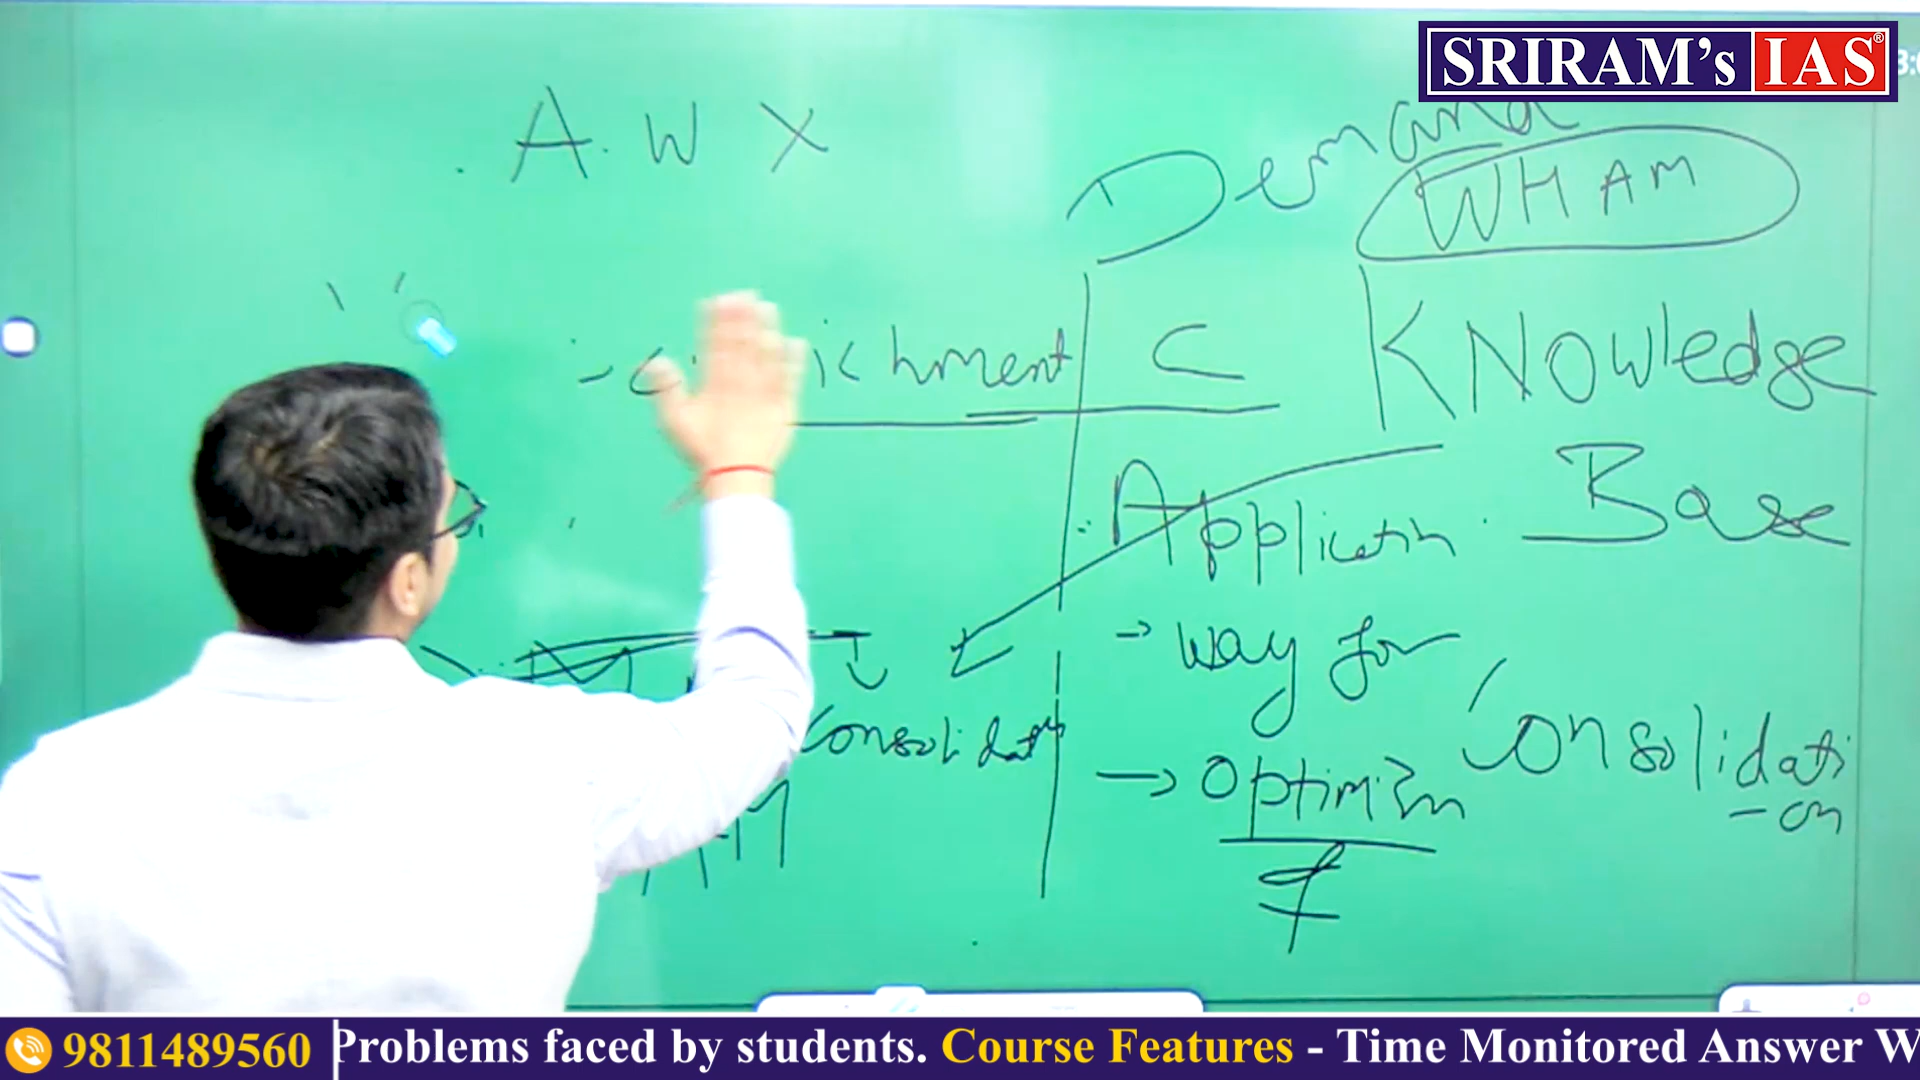 SRIRAM's IAS®
A. W X
Demand
WHAM
enrichment C
KNowledge
Application
Base
→ way for
Consolidation
Consolidati
-on
→ Optimism
9811489560
Problems faced by students. Course Features - Time Monitored Answer W